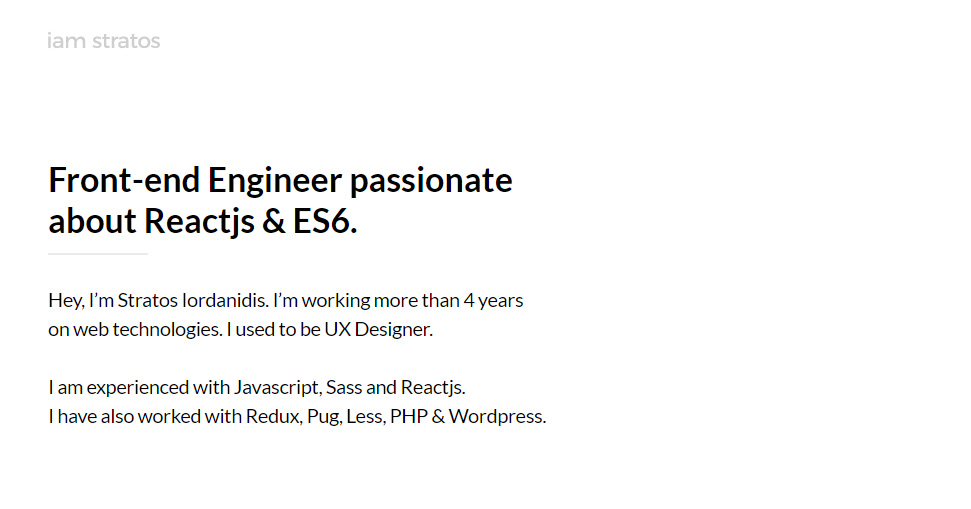 iam stratos
Front-end Engineer passionate
about Reactjs & ES6.
Hey, I’m Stratos Iordanidis. I’m working more than 4 years
on web technologies. I used to be UX Designer.
I am experienced with Javascript, Sass and Reactjs.
I have also worked with Redux, Pug, Less, PHP & Wordpress.